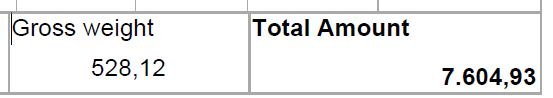 Gross weight
528,12
Total Amount
7.604,93